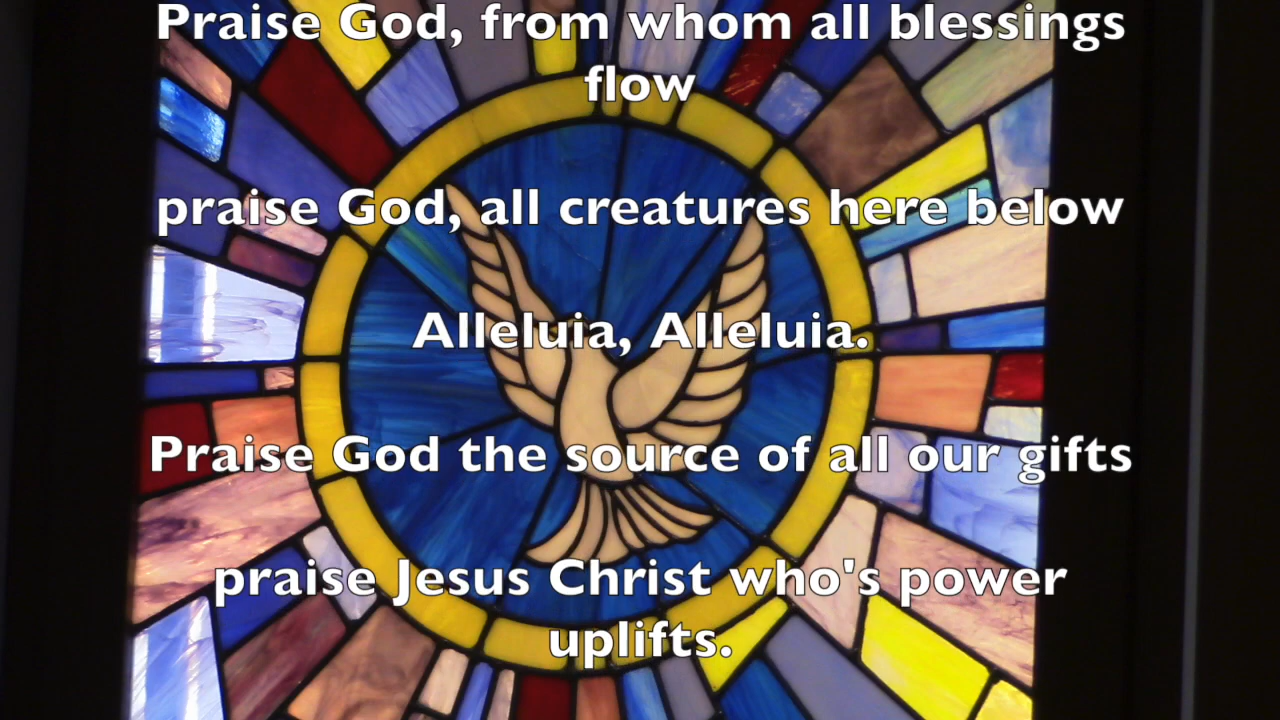 Praise God, from whom all blessings
flow
praise God, all creatures here below
Alleluia, Alleluia.
Praise God the source of all our gifts
praise Jesus Christ who's power
uplifts.